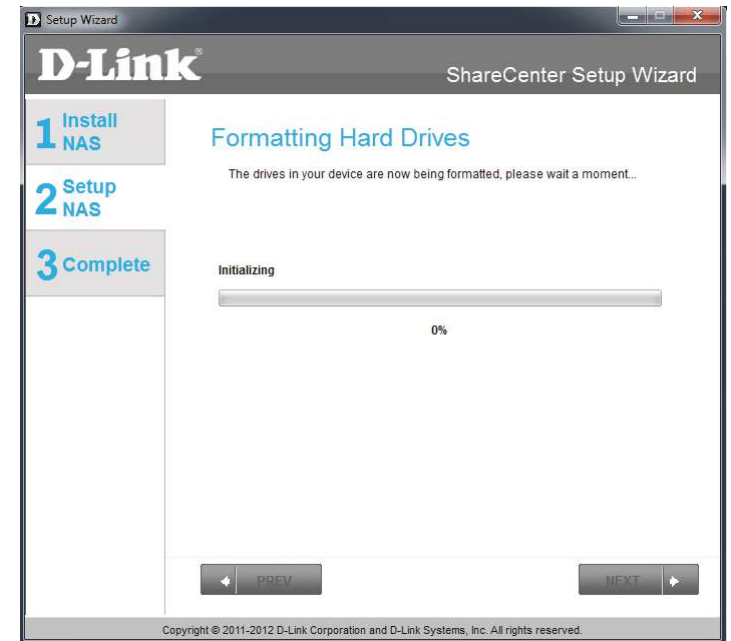 Setup Wizard
D-Link®
ShareCenter Setup Wizard
1 Install
NAS
2 Setup
NAS
3 Complete
Formatting Hard Drives
The drives in your device are now being formatted, please wait a moment...
Initializing
0%
PREV
NEXT
Copyright © 2011-2012 D-Link Corporation and D-Link Systems, Inc. All rights reserved.